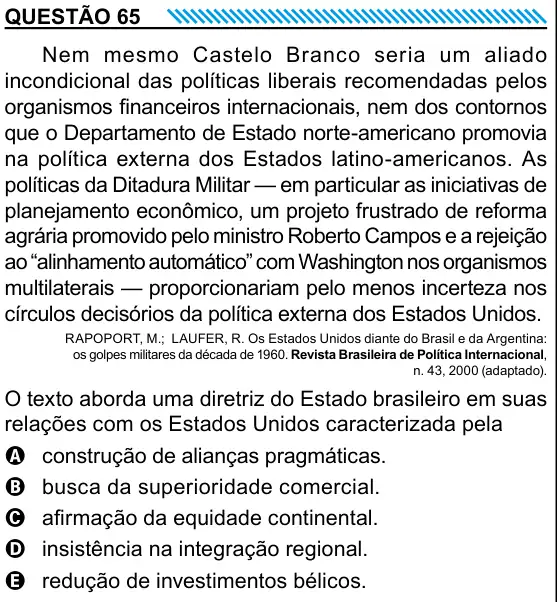 QUESTÃO 65
Nem mesmo Castelo Branco seria um aliado
incondicional das políticas liberais recomendadas pelos
organismos financeiros internacionais, nem dos contornos
que o Departamento de Estado norte-americano promovia
na política externa dos Estados latino-americanos. As
políticas da Ditadura Militar — em particular as iniciativas de
planejamento econômico, um projeto frustrado de reforma
agrária promovido pelo ministro Roberto Campos e a rejeição
ao “alinhamento automático” com Washington nos organismos
multilaterais — proporcionariam pelo menos incerteza nos
círculos decisórios da política externa dos Estados Unidos.
RAPOPORT, M.; LAUFER, R. Os Estados Unidos diante do Brasil e da Argentina:
os golpes militares da década de 1960. Revista Brasileira de Política Internacional,
n. 43, 2000 (adaptado).
O texto aborda uma diretriz do Estado brasileiro em suas
relações com os Estados Unidos caracterizada pela
A construção de alianças pragmáticas.
B busca da superioridade comercial.
C afirmação da equidade continental.
D insistência na integração regional.
E redução de investimentos bélicos.